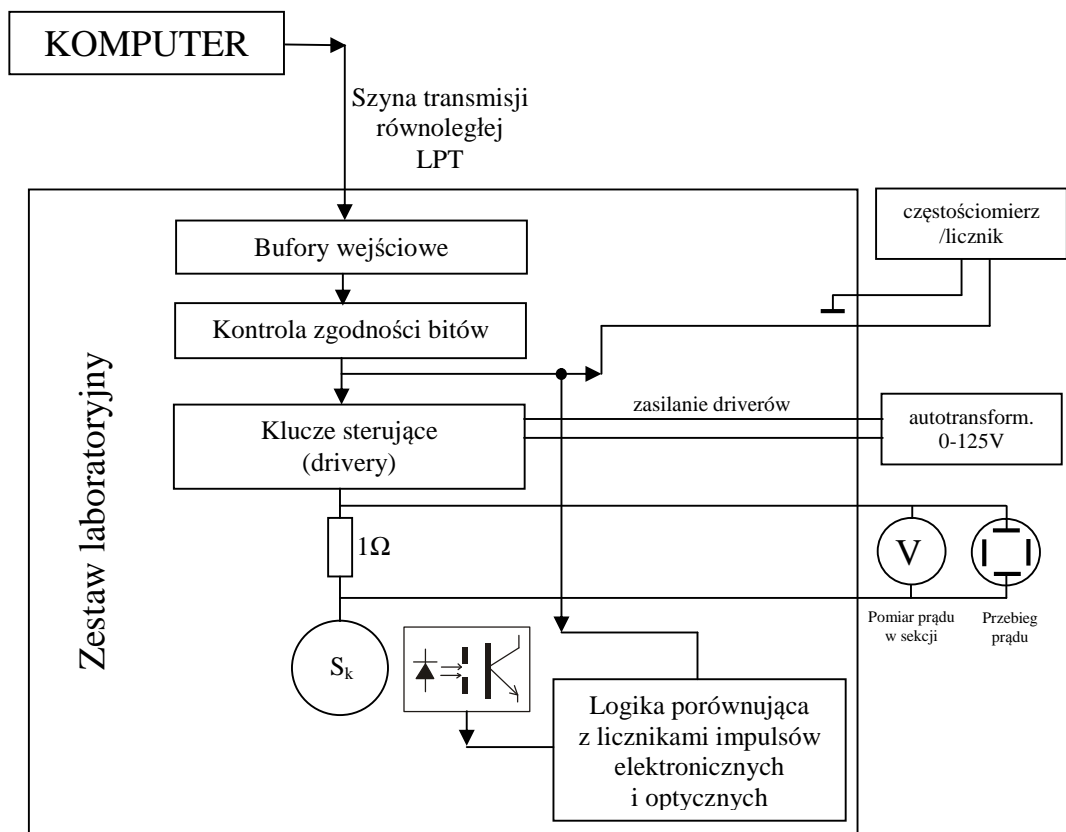 KOMPUTER
Szyna transmisji
równoległej
LPT
częstościomierz
/licznik
Bufory wejściowe
Kontrola zgodności bitów
Zestaw laboratoryjny
zasilanie driverów
Klucze sterujące
(drivery)
autotransform.
0-125V
1Ω
V
Pomiar prądu
w sekcji
Przebieg
prądu
Sk
Logika porównująca
z licznikami impulsów
elektronicznych
i optycznych